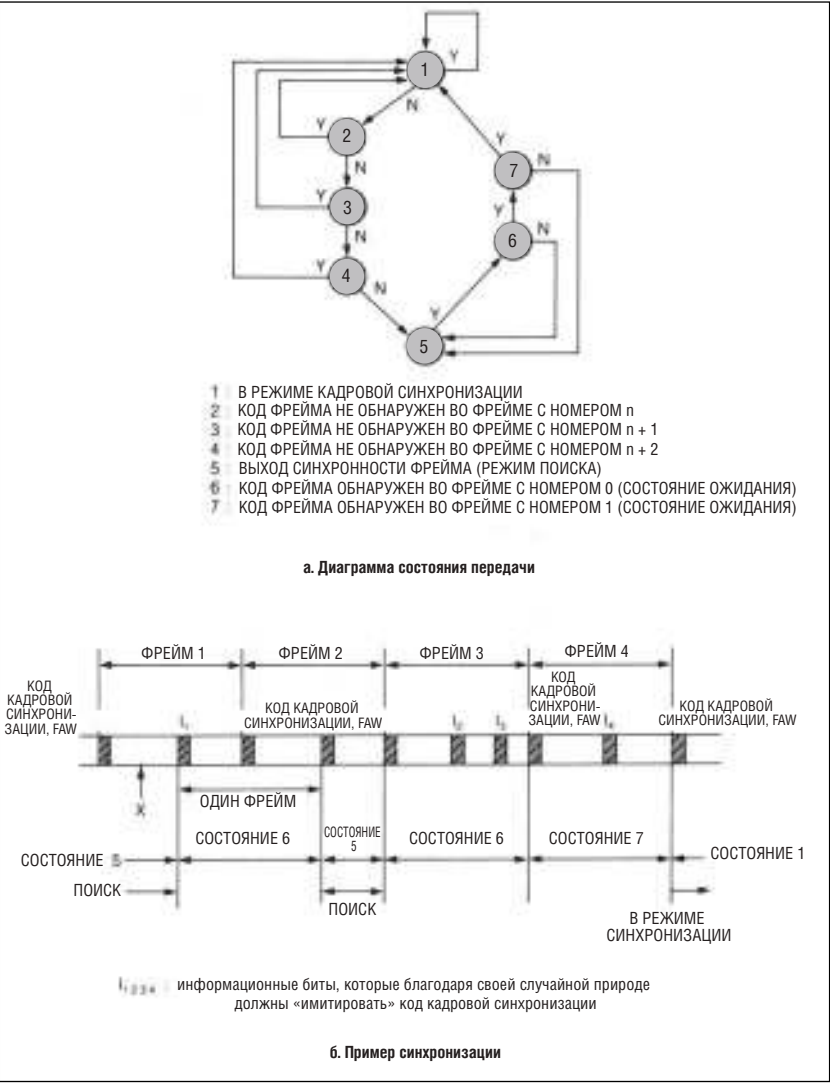 1
Y
N
2
Y
N
3
Y
N
4
Y
N
5
Y
6
Y
N
7
Y
N
1 В РЕЖИМЕ КАДРОВОЙ СИНХРОНИЗАЦИИ
2 КОД ФРЕЙМА НЕ ОБНАРУЖЕН ВО ФРЕЙМЕ С НОМЕРОМ n
3 КОД ФРЕЙМА НЕ ОБНАРУЖЕН ВО ФРЕЙМЕ С НОМЕРОМ n + 1
4 КОД ФРЕЙМА НЕ ОБНАРУЖЕН ВО ФРЕЙМЕ С НОМЕРОМ n + 2
5 ВЫХОД СИНХРОННОСТИ ФРЕЙМА (РЕЖИМ ПОИСКА)
6 КОД ФРЕЙМА ОБНАРУЖЕН ВО ФРЕЙМЕ С НОМЕРОМ 0 (СОСТОЯНИЕ ОЖИДАНИЯ)
7 КОД ФРЕЙМА ОБНАРУЖЕН ВО ФРЕЙМЕ С НОМЕРОМ 1 (СОСТОЯНИЕ ОЖИДАНИЯ)
а. Диаграмма состояния передачи
ФРЕЙМ 1 ФРЕЙМ 2 ФРЕЙМ 3 ФРЕЙМ 4
КОД
КАДРОВОЙ
СИНХРОНИ-
ЗАЦИИ, FAW
I1
КОД КАДРОВОЙ
СИНХРОНИЗАЦИИ, FAW
I2
I3
КОД
КАДРОВОЙ
СИНХРОНИ-
ЗАЦИИ, FAW
I4
КОД КАДРОВОЙ
СИНХРОНИЗАЦИИ, FAW
X
ОДИН ФРЕЙМ
СОСТОЯНИЕ 5
СОСТОЯНИЕ 6
СОСТОЯНИЕ
5
СОСТОЯНИЕ 6
СОСТОЯНИЕ 7
СОСТОЯНИЕ 1
ПОИСК
ПОИСК
В РЕЖИМЕ
СИНХРОНИЗАЦИИ
I1 2 3 4 информационные биты, которые благодаря своей случайной природе
должны «имитировать» код кадровой синхронизации
б. Пример синхронизации